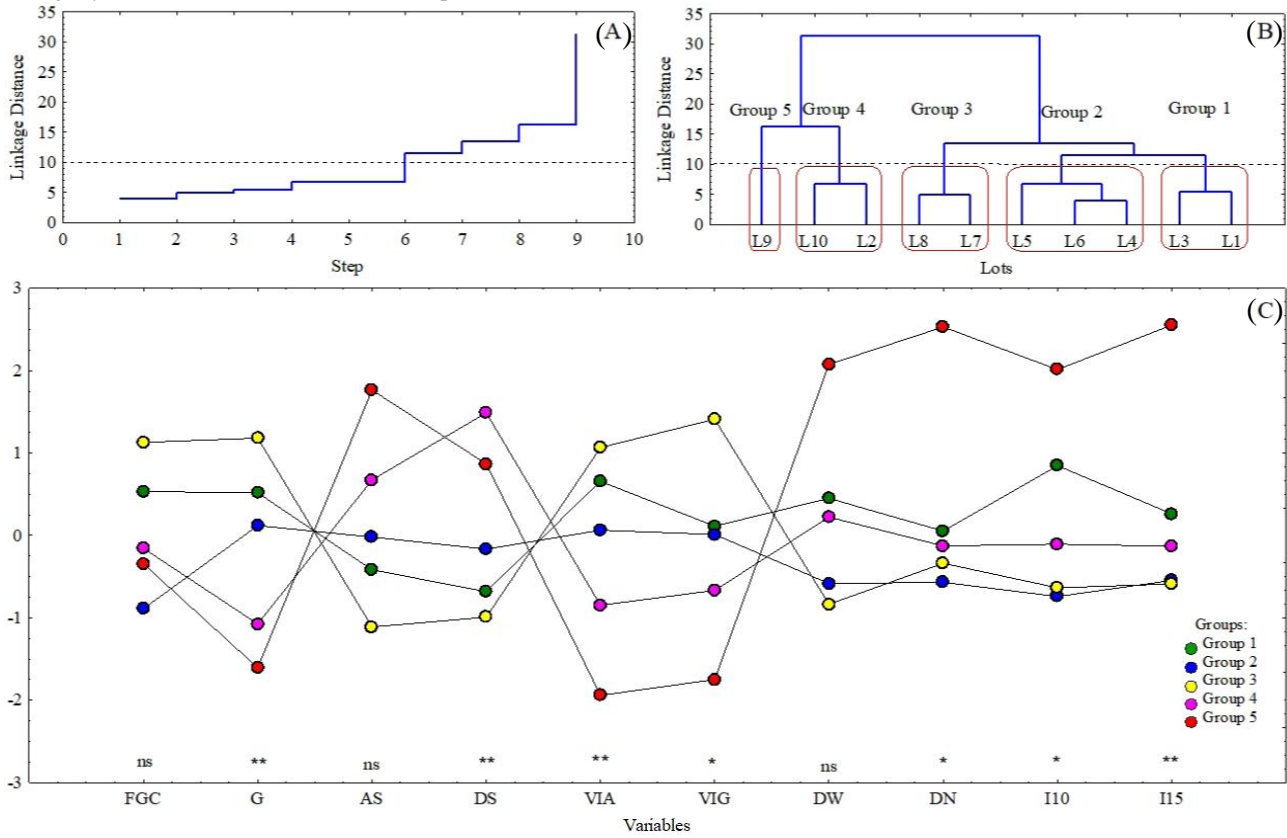 (A)
Linkage Distance
35
30
25
20
15
10
5
0
0 1 2 3 4 5 6 7 8 9 10
Step
(B)
Linkage Distance
35
30
25
20
15
10
5
0
Group 5 Group 4 Group 3 Group 2 Group 1
L9 L10 L2 L8 L7 L5 L6 L4 L3 L1
Lots
(C)
3
2
1
0
-1
-2
-3
Groups:
Group 1
Group 2
Group 3
Group 4
Group 5
ns ** ns ** ** * ns * * **
FGC G AS DS VIA VIG DW DN I10 I15
Variables